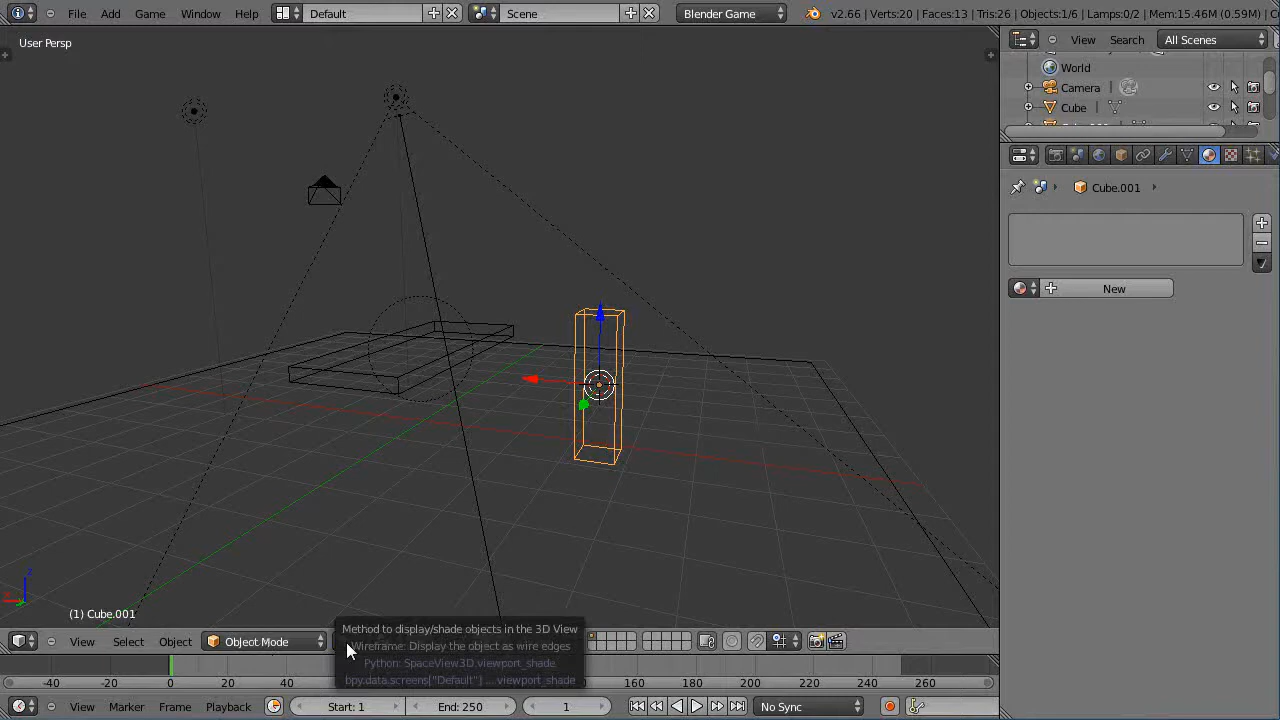 File Add Game Window Help Default Scene Blender Game v2.66 | Verts:20 | Faces:13 | Tris:26 | Objects:1/6 | Lamps:0/2 | Mem:15.46M (0.59M) |
User Persp
View Search All Scenes
World
Camera
Cube
Cube.001
New
z
x
(1) Cube.001
View Select Object Object Mode
Method to display/shade objects in the 3D View
Wireframe: Display the object as wire edges
Python: SpaceView3D.viewport_shade
bpy.data.screens["Default"] ... viewport_shade
-40 -20 0 20 40 160 180 200 220 240 260
View Marker Frame Playback Start: 1 End: 250 1 No Sync